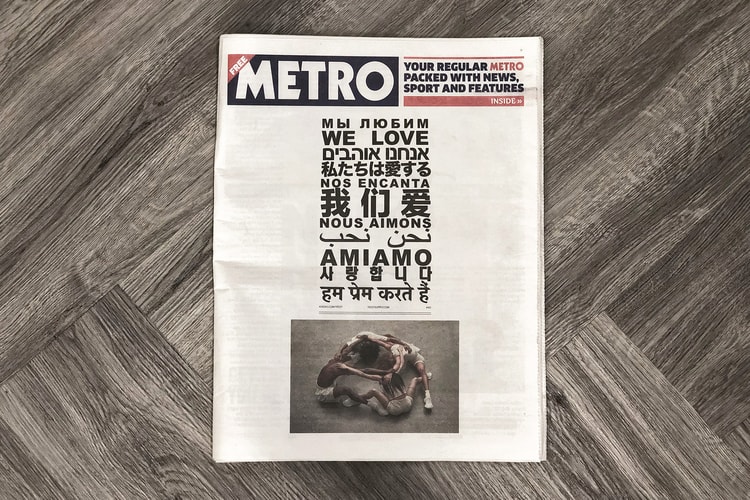 FREE
METRO
YOUR REGULAR METRO
PACKED WITH NEWS,
SPORT AND FEATURES
INSIDE »
МЫ ЛЮБИМ
WE LOVE
אנחנו אוהבים
私たちは愛する
NOS ENCANTA
我们爱
NOUS AIMONS
نحن نحب
AMIAMO
사랑합니다
हम प्रेम करते हैं